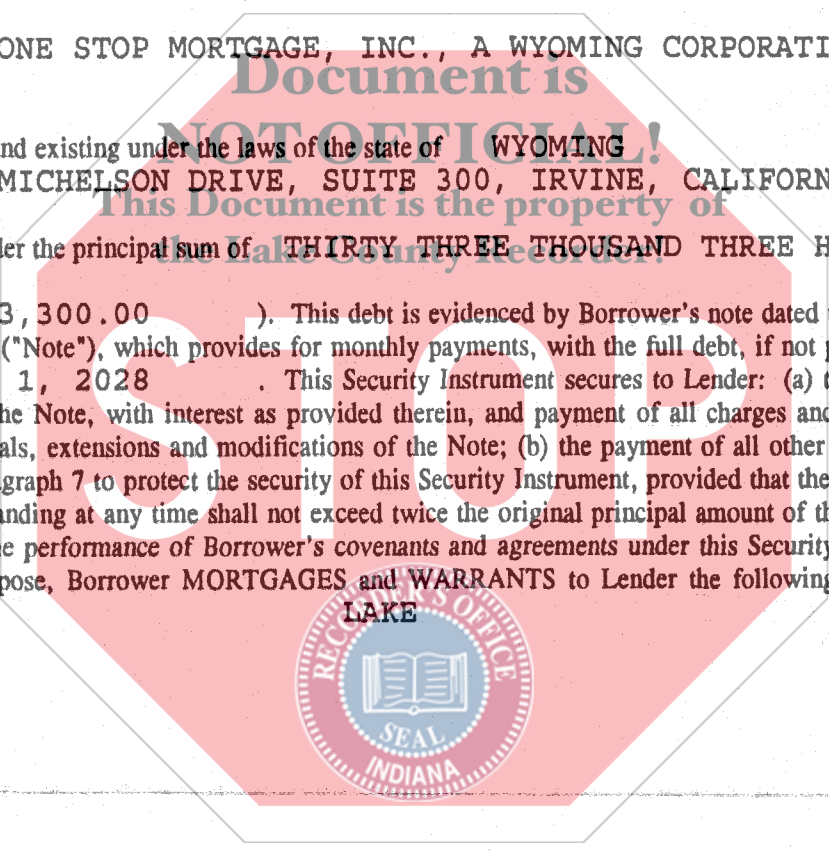 ONE STOP MORTGAGE, INC., A WYOMING CORPORATI
Document is
NOT OFFICIAL!
nd existing under the laws of the state of WYOMING
MICHELSON DRIVE, SUITE 300, IRVINE, CALIFORN
This Document is the property of
the Lake County Recorder!
der the principal sum of THIRTY THREE THOUSAND THREE H
3,300.00 ). This debt is evidenced by Borrower's note dated
("Note"), which provides for monthly payments, with the full debt, if not p
1, 2028 . This Security Instrument secures to Lender: (a) t
he Note, with interest as provided therein, and payment of all charges and
als, extensions and modifications of the Note; (b) the payment of all other
graph 7 to protect the security of this Security Instrument, provided that the
anding at any time shall not exceed twice the original principal amount of th
e performance of Borrower's covenants and agreements under this Security
pose, Borrower MORTGAGES and WARRANTS to Lender the following
LAKE
STOP
RECORDER'S OFFICE
SEAL
INDIANA